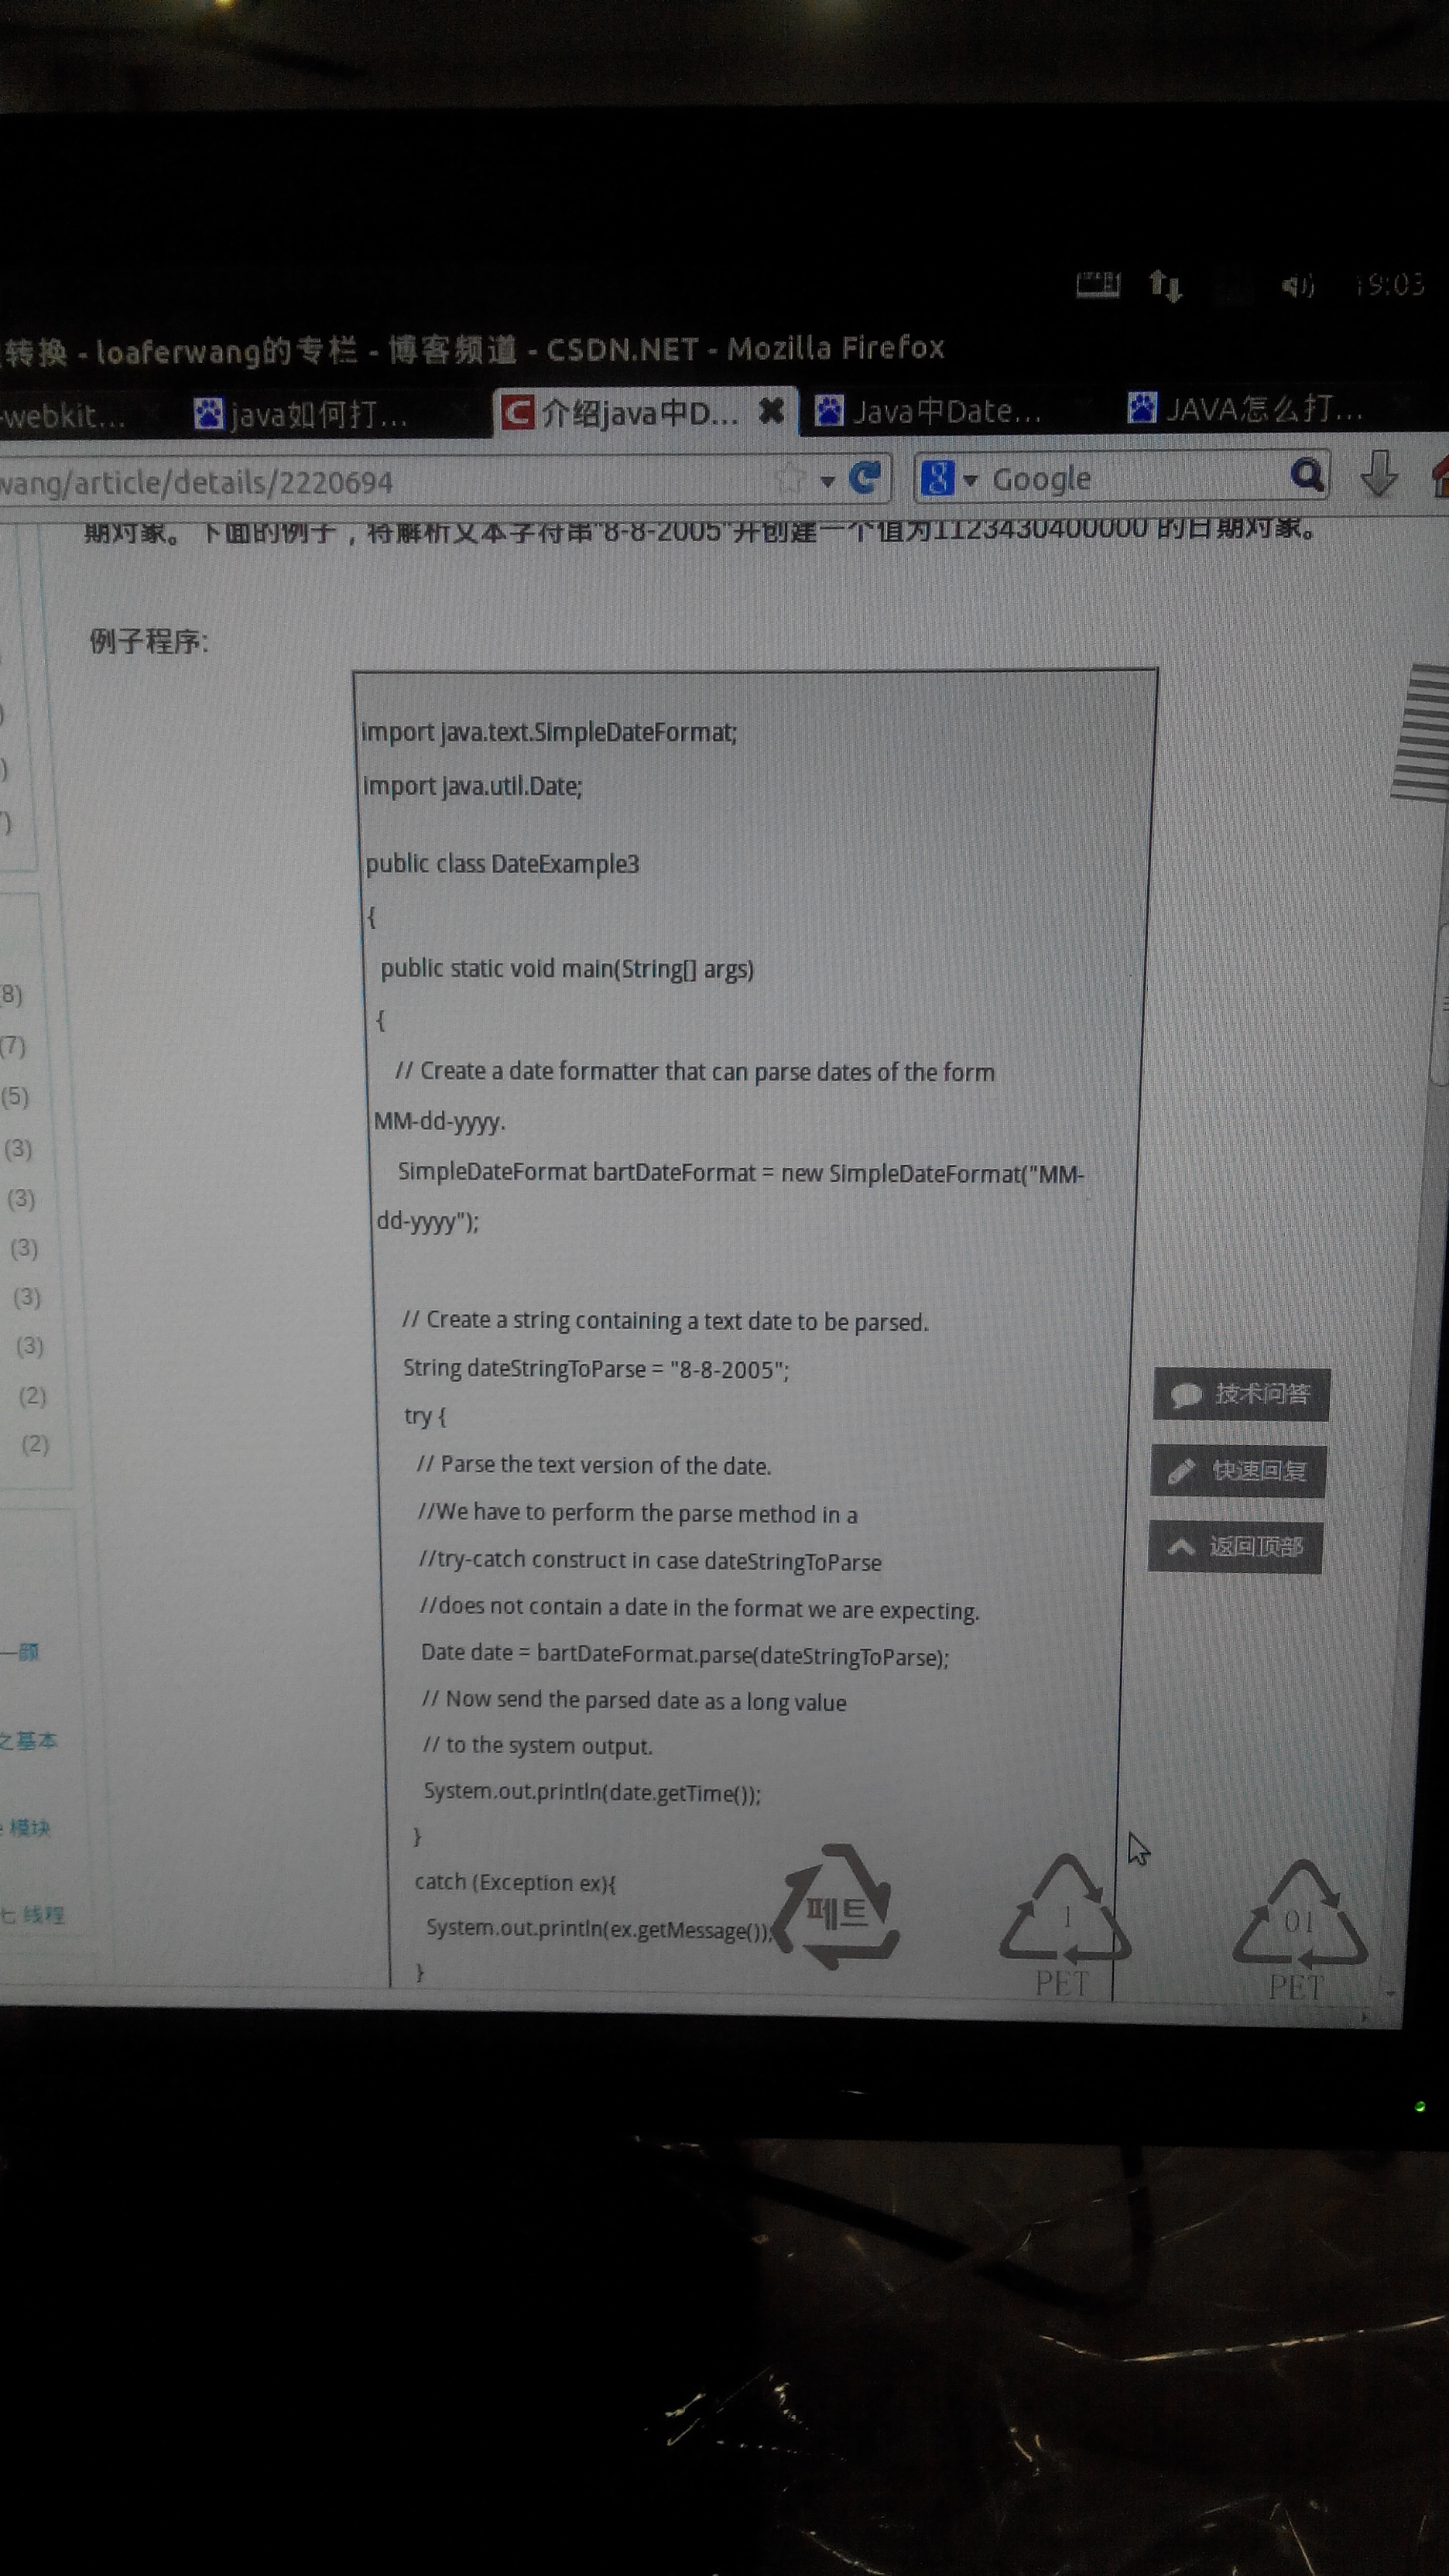 19:03
转换 - loaferwang的专栏 - 博客频道 - CSDN.NET - Mozilla Firefox
-webkit... java如何打... 介绍java中D... Java中Date... JAVA怎么打...
wang/article/details/2220694 Google
期对象。下面的例子，将解析文本字符串"8-8-2005"并创建一个值为1123430400000 的日期对象。
例子程序:
import java.text.SimpleDateFormat;
import java.util.Date;
public class DateExample3
{
public static void main(String[] args)
{
// Create a date formatter that can parse dates of the form
MM-dd-yyyy.
SimpleDateFormat bartDateFormat = new SimpleDateFormat("MM-
dd-yyyy");
// Create a string containing a text date to be parsed.
String dateStringToParse = "8-8-2005";
try {
// Parse the text version of the date.
//We have to perform the parse method in a
//try-catch construct in case dateStringToParse
//does not contain a date in the format we are expecting.
Date date = bartDateFormat.parse(dateStringToParse);
// Now send the parsed date as a long value
// to the system output.
System.out.println(date.getTime());
}
catch (Exception ex){
System.out.println(ex.getMessage());
}
)
)
)
8)
(7)
(5)
(3)
(3)
(3)
(3)
(3)
(2)
(2)
一颗
之基本
模块
七 线程
技术问答
快速回复
返回顶部
페트
1
PET
01
PET